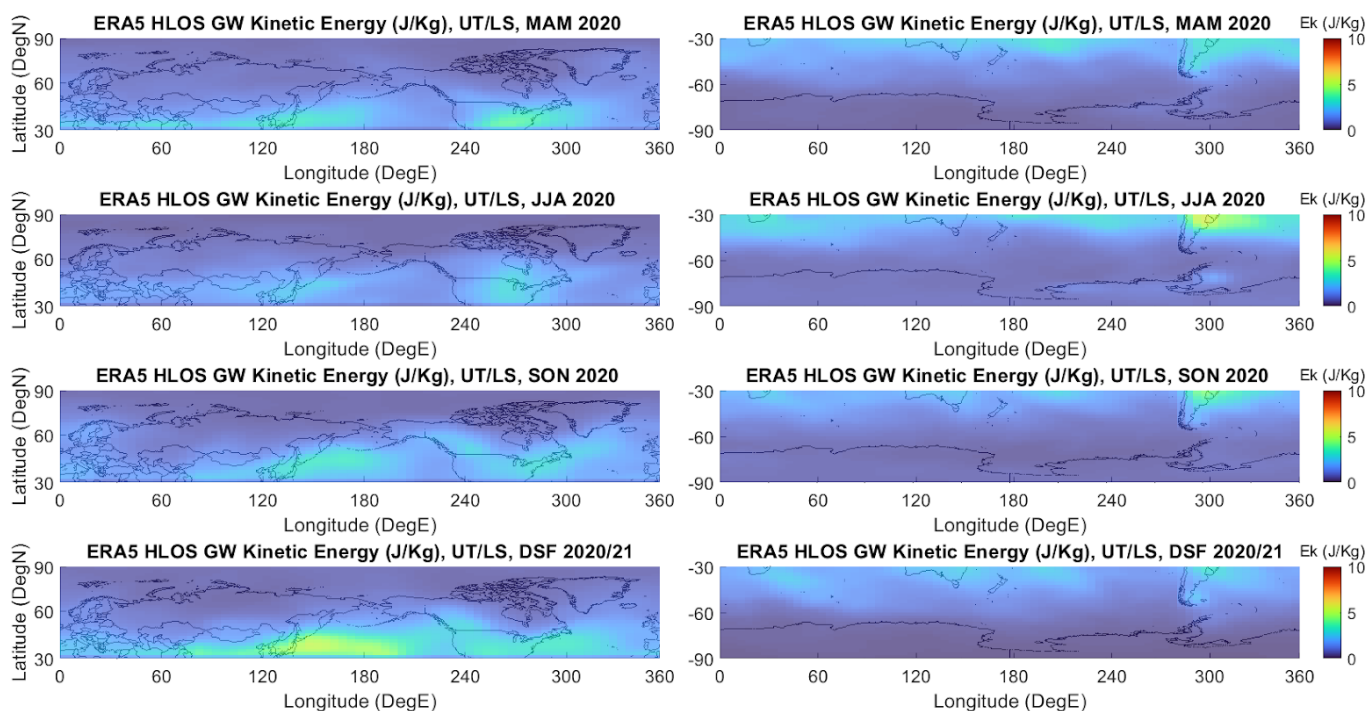 ERA5 HLOS GW Kinetic Energy (J/Kg), UT/LS, MAM 2020
Latitude (DegN)
90
60
30
0 60 120 180 240 300 360
Longitude (DegE)
ERA5 HLOS GW Kinetic Energy (J/Kg), UT/LS, MAM 2020
Ek (J/Kg)
-30
-60
-90
0 60 120 180 240 300 360
Longitude (DegE)
10
5
0
ERA5 HLOS GW Kinetic Energy (J/Kg), UT/LS, JJA 2020
Latitude (DegN)
90
60
30
0 60 120 180 240 300 360
Longitude (DegE)
ERA5 HLOS GW Kinetic Energy (J/Kg), UT/LS, JJA 2020
Ek (J/Kg)
-30
-60
-90
0 60 120 180 240 300 360
Longitude (DegE)
10
5
0
ERA5 HLOS GW Kinetic Energy (J/Kg), UT/LS, SON 2020
Latitude (DegN)
90
60
30
0 60 120 180 240 300 360
Longitude (DegE)
ERA5 HLOS GW Kinetic Energy (J/Kg), UT/LS, SON 2020
Ek (J/Kg)
-30
-60
-90
0 60 120 180 240 300 360
Longitude (DegE)
10
5
0
ERA5 HLOS GW Kinetic Energy (J/Kg), UT/LS, DSF 2020/21
Latitude (DegN)
90
60
30
0 60 120 180 240 300 360
Longitude (DegE)
ERA5 HLOS GW Kinetic Energy (J/Kg), UT/LS, DSF 2020/21
Ek (J/Kg)
-30
-60
-90
0 60 120 180 240 300 360
Longitude (DegE)
10
5
0